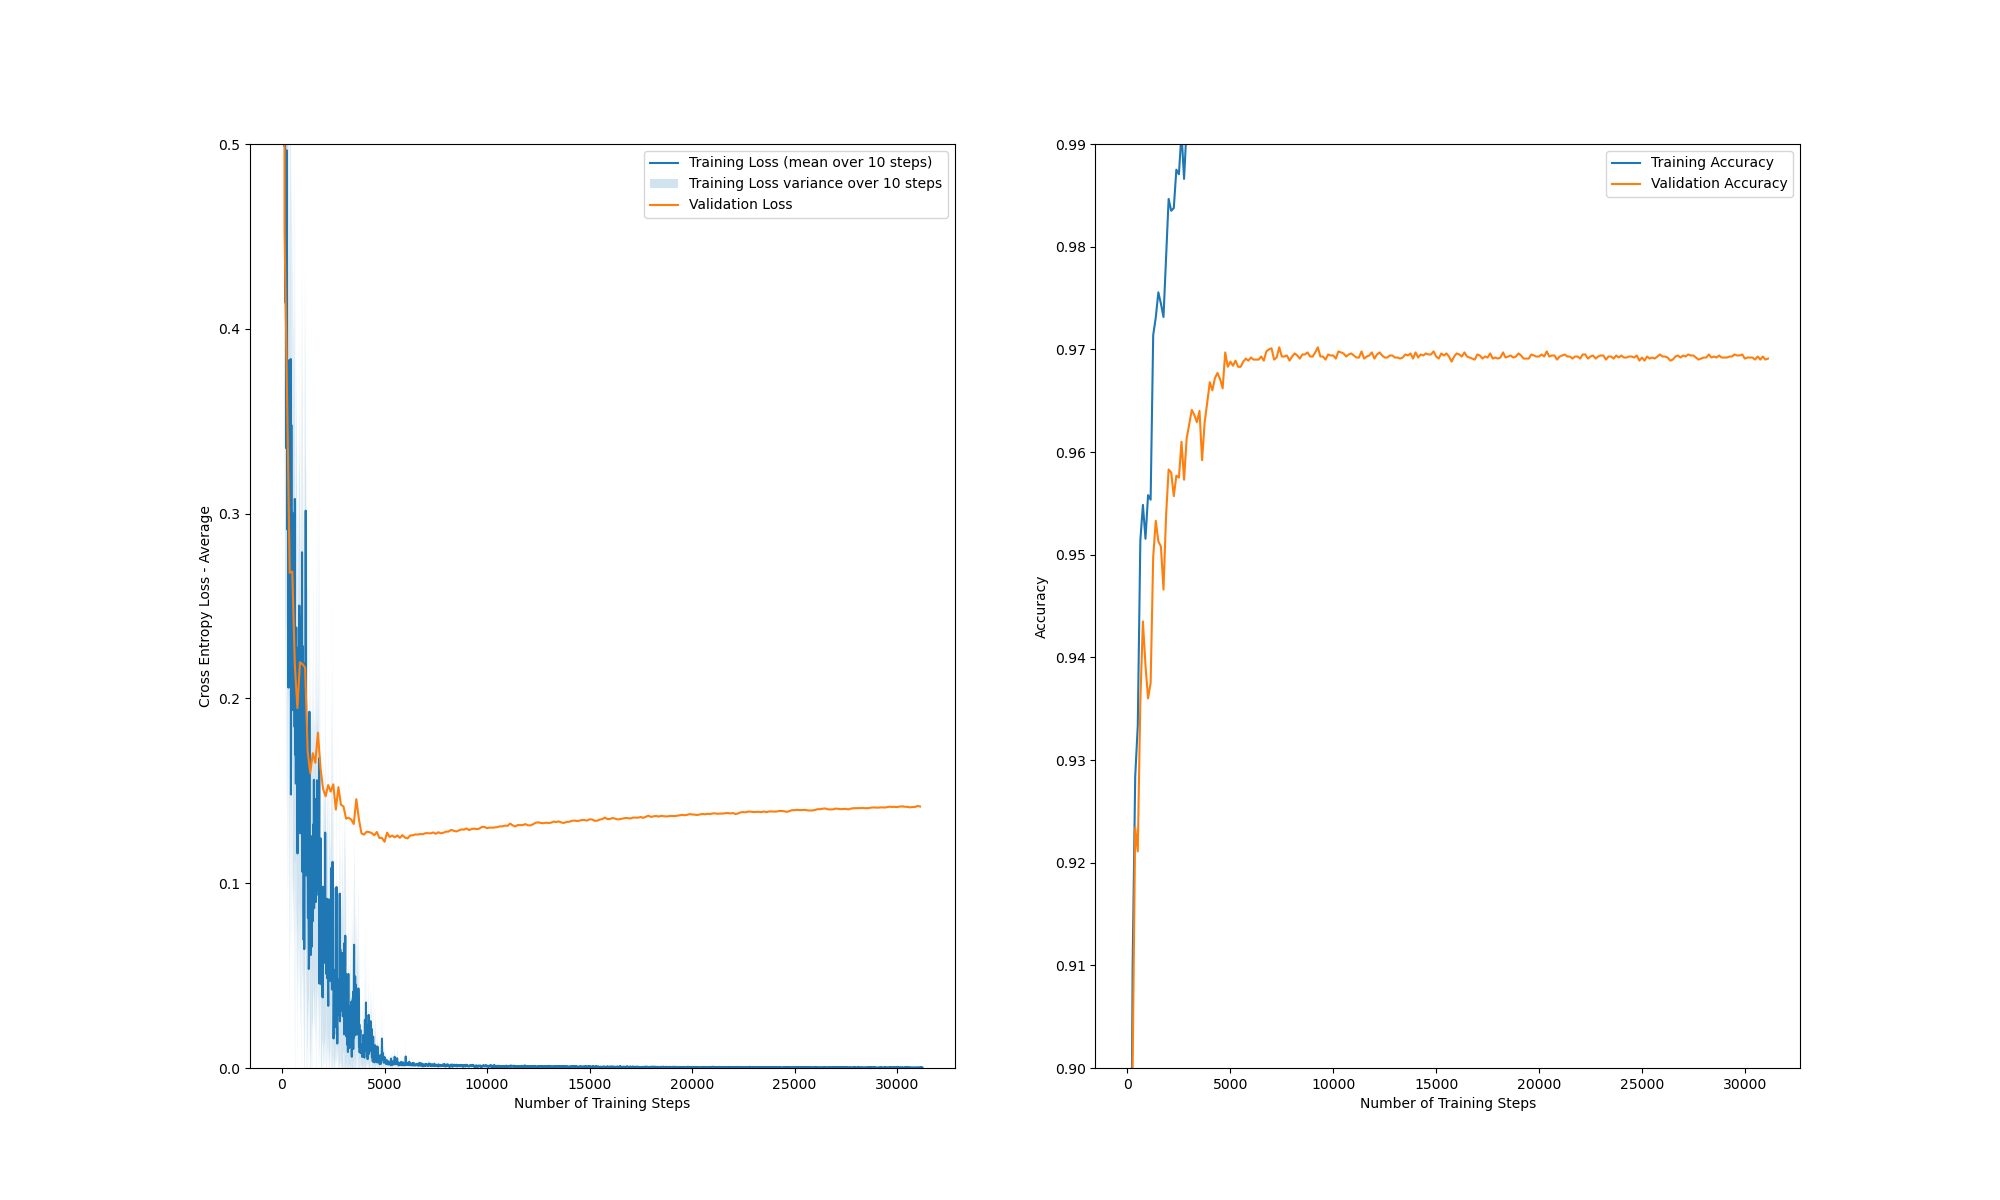 Training Loss (mean over 10 steps)
Training Loss variance over 10 steps
Validation Loss
0.5
0.4
0.3
0.2
0.1
0.0
Cross Entropy Loss - Average
0 5000 10000 15000 20000 25000 30000
Number of Training Steps
Training Accuracy
Validation Accuracy
0.99
0.98
0.97
0.96
0.95
0.94
0.93
0.92
0.91
0.90
Accuracy
0 5000 10000 15000 20000 25000 30000
Number of Training Steps